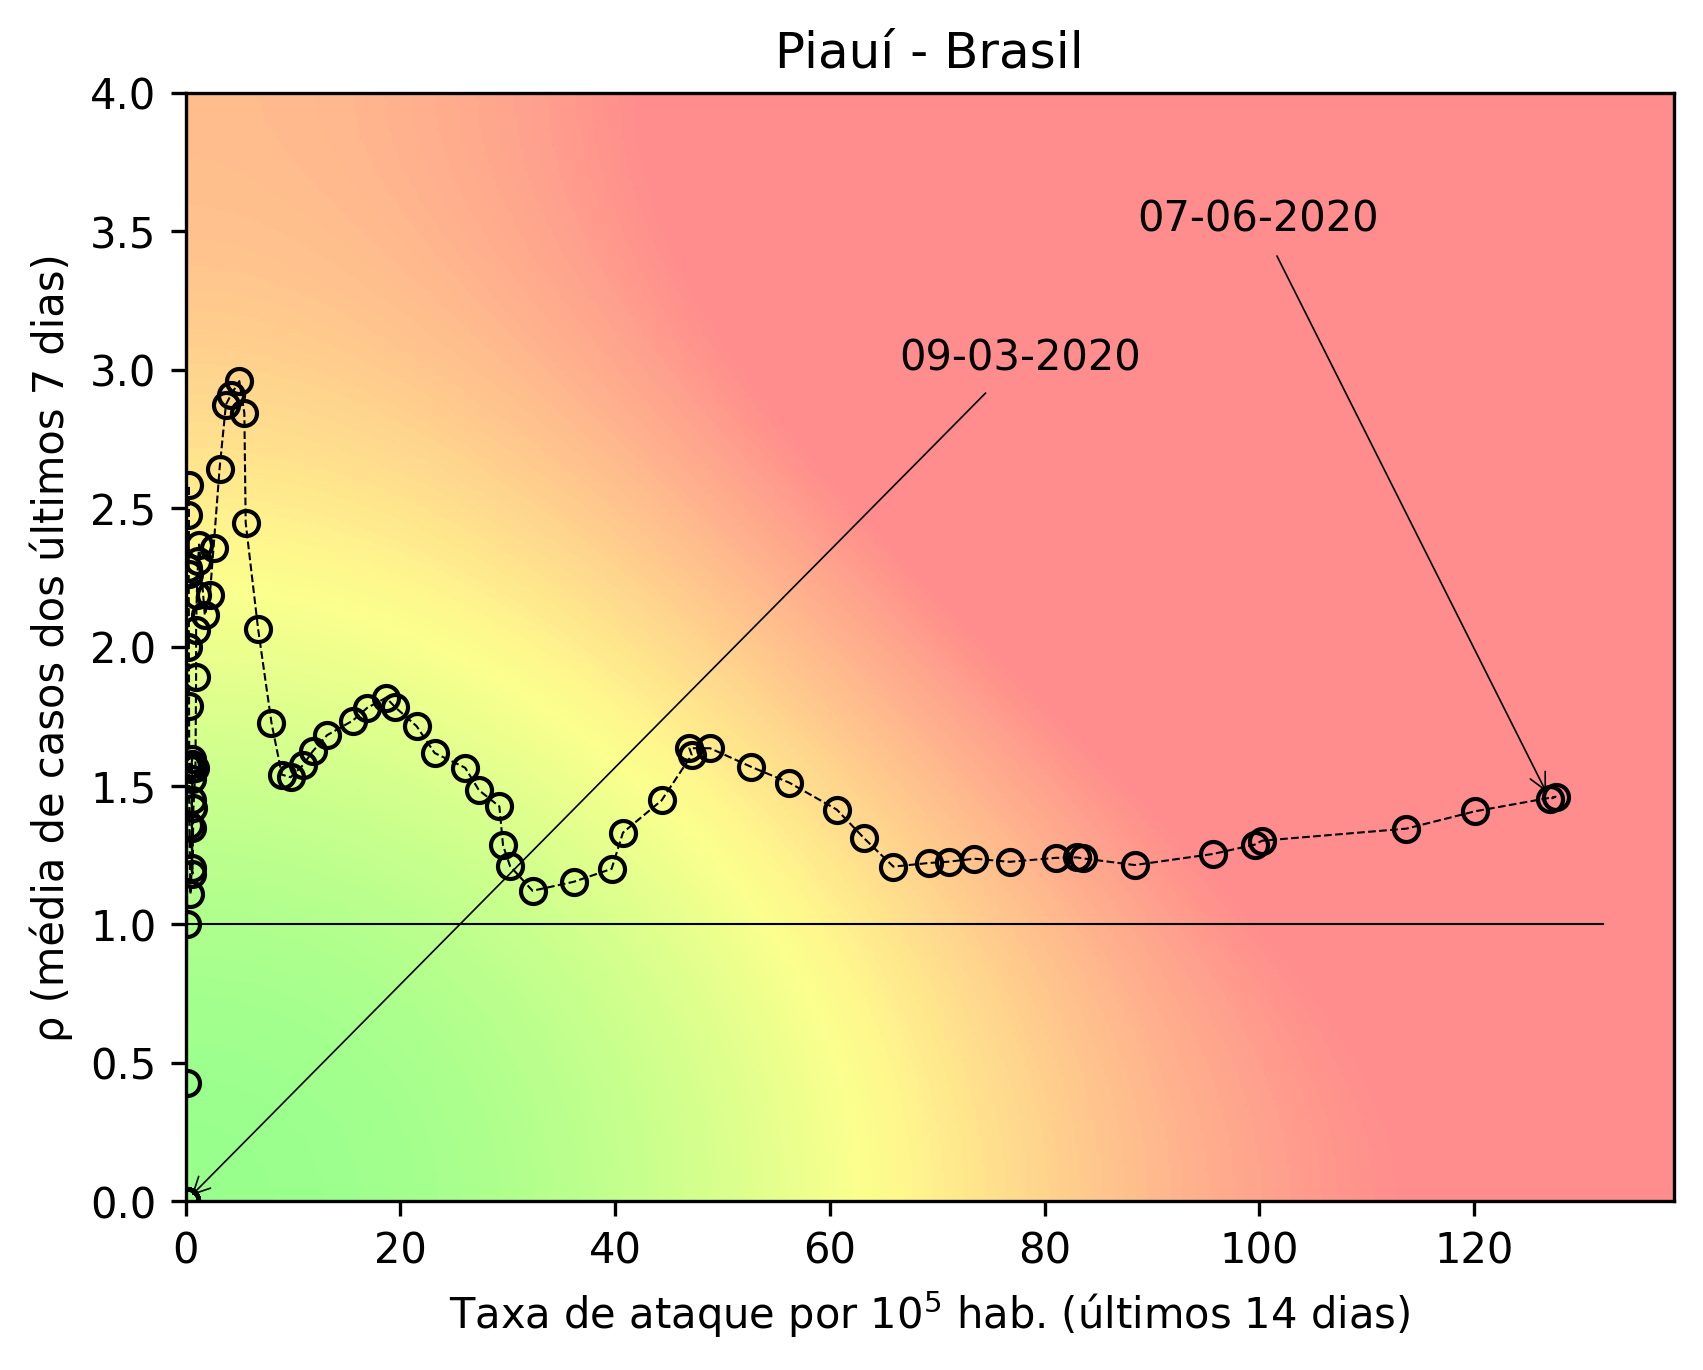 Piauí - Brasil
4.0
3.5
3.0
2.5
2.0
1.5
1.0
0.5
0.0
ρ (média de casos dos últimos 7 dias)
07-06-2020
09-03-2020
0 20 40 60 80 100 120
Taxa de ataque por 10⁵ hab. (últimos 14 dias)